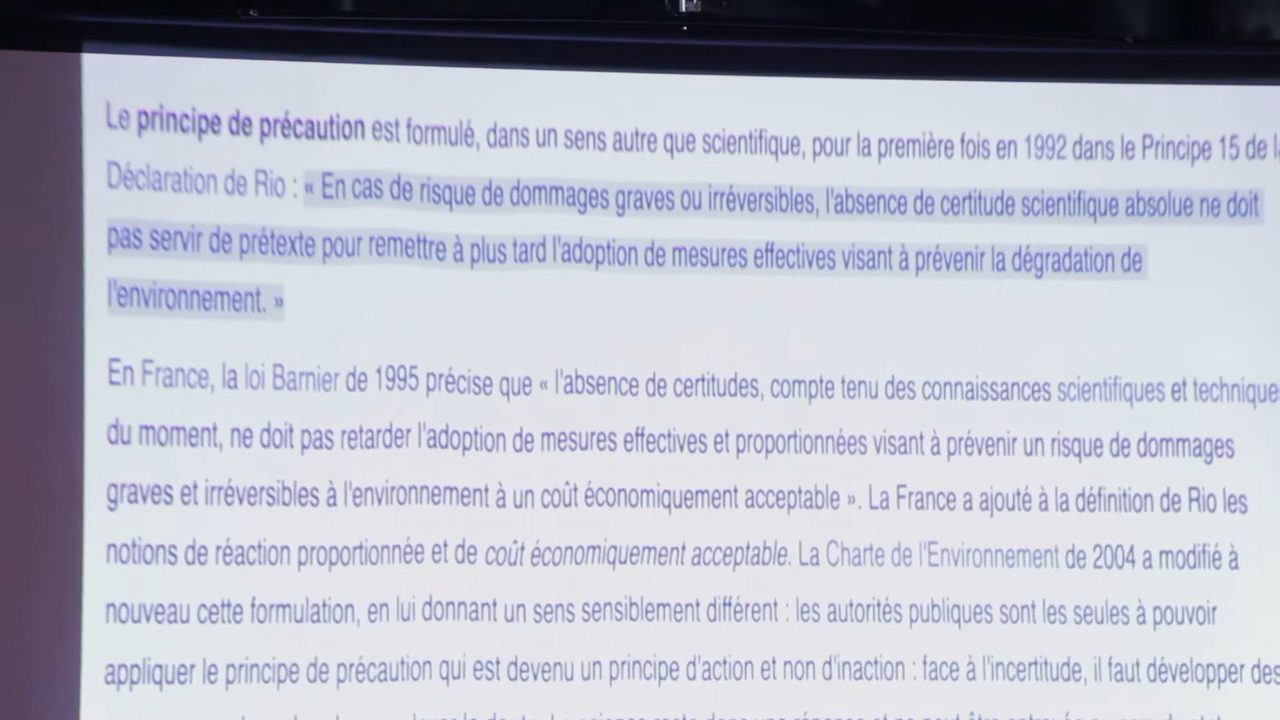 Le principe de précaution est formulé, dans un sens autre que scientifique, pour la première fois en 1992 dans le Principe 15 de
Déclaration de Rio : « En cas de risque de dommages graves ou irréversibles, l'absence de certitude scientifique absolue ne doit
pas servir de prétexte pour remettre à plus tard l'adoption de mesures effectives visant à prévenir la dégradation de
l'environnement. »
En France, la loi Barnier de 1995 précise que « l'absence de certitudes, compte tenu des connaissances scientifiques et technique
du moment, ne doit pas retarder l'adoption de mesures effectives et proportionnées visant à prévenir un risque de dommages
graves et irréversibles à l'environnement à un coût économiquement acceptable ». La France a ajouté à la définition de Rio les
notions de réaction proportionnée et de coût économiquement acceptable. La Charte de l'Environnement de 2004 a modifié à
nouveau cette formulation, en lui donnant un sens sensiblement différent : les autorités publiques sont les seules à pouvoir
appliquer le principe de précaution qui est devenu un principe d'action et non d'inaction : face à l'incertitude, il faut développer des